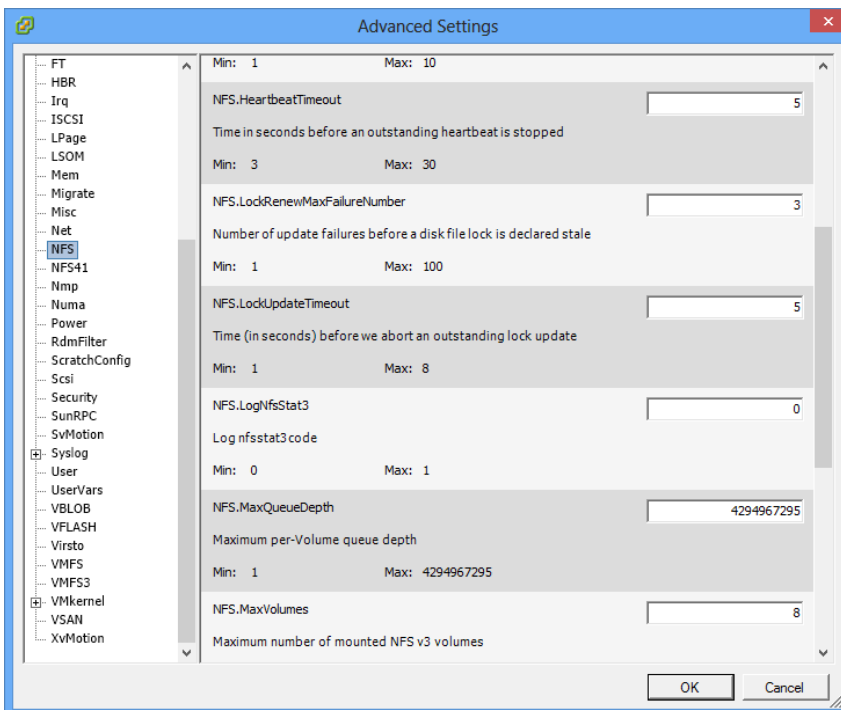 Advanced Settings
FT
HBR
Irq
ISCSI
LPage
LSOM
Mem
Migrate
Misc
Net
NFS
NFS41
Nmp
Numa
Power
RdmFilter
ScratchConfig
Scsi
Security
SunRPC
SvMotion
Syslog
User
UserVars
VBLOB
VFLASH
Virsto
VMFS
VMFS3
VMkernel
VSAN
XvMotion
Min: 1 Max: 10
NFS.HeartbeatTimeout 5
Time in seconds before an outstanding heartbeat is stopped
Min: 3 Max: 30
NFS.LockRenewMaxFailureNumber 3
Number of update failures before a disk file lock is declared stale
Min: 1 Max: 100
NFS.LockUpdateTimeout 5
Time (in seconds) before we abort an outstanding lock update
Min: 1 Max: 8
NFS.LogNfsStat3 0
Log nfsstat3 code
Min: 0 Max: 1
NFS.MaxQueueDepth 4294967295
Maximum per-Volume queue depth
Min: 1 Max: 4294967295
NFS.MaxVolumes 8
Maximum number of mounted NFS v3 volumes
OK Cancel